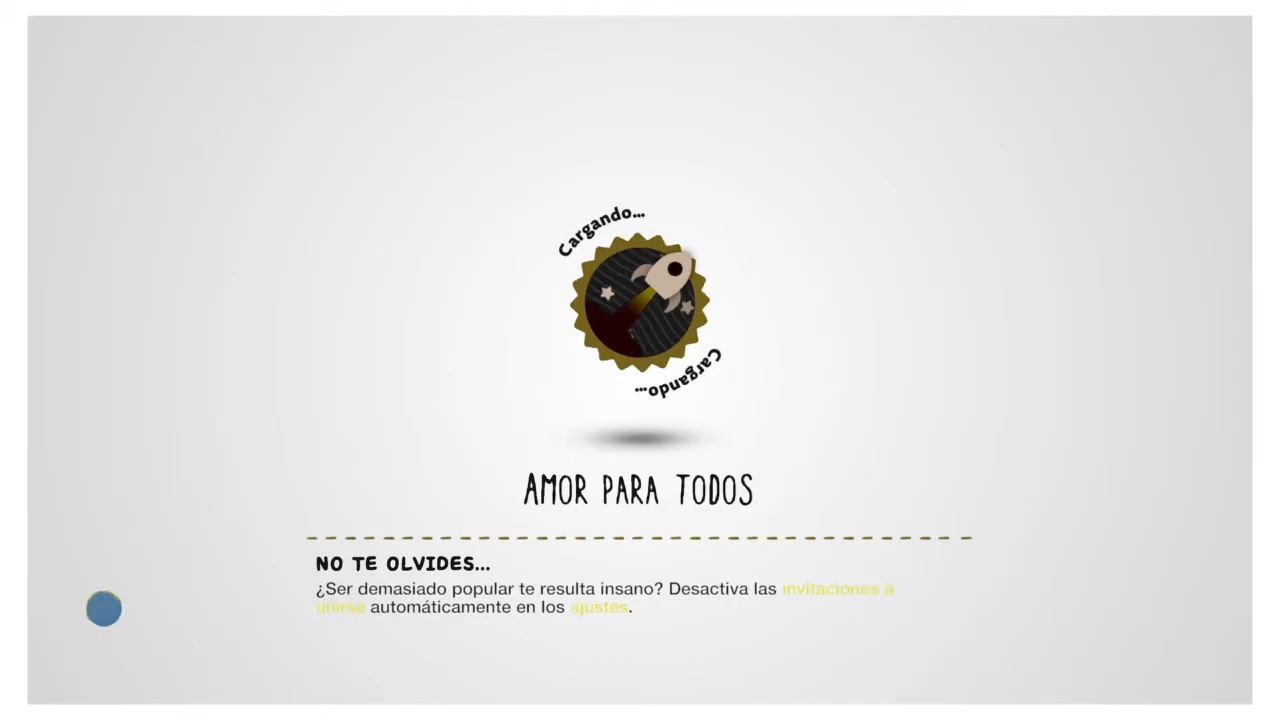 Cargando...
Cargando...
AMOR PARA TODOS
NO TE OLVIDES...
¿Ser demasiado popular te resulta insano? Desactiva las invitaciones a
unirse automáticamente en los ajustes.